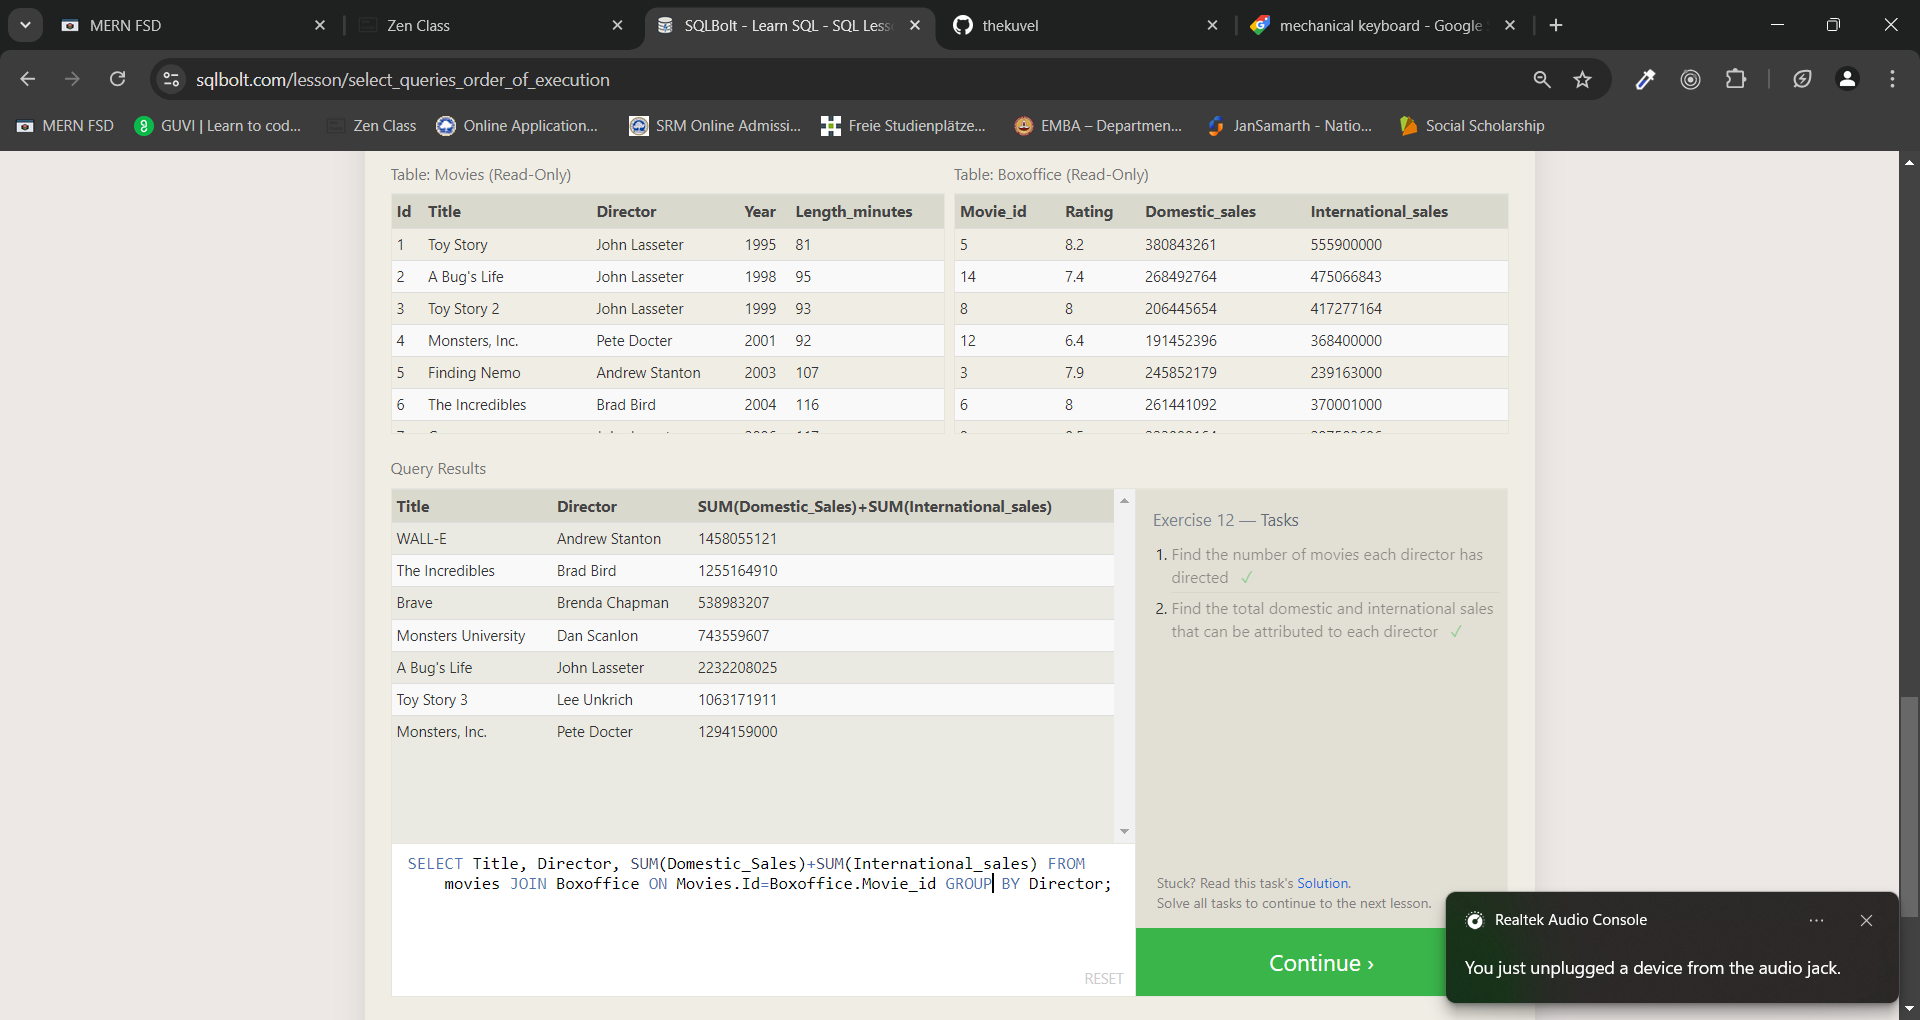 MERN FSD
Zen Class
SQLBolt - Learn SQL - SQL Less
thekuvel
mechanical keyboard - Google
sqlbolt.com/lesson/select_queries_order_of_execution
MERN FSD
GUVI | Learn to cod...
Zen Class
Online Application...
SRM Online Admissi...
Freie Studienplätze...
EMBA – Departmen...
JanSamarth - Natio...
Social Scholarship
Table: Movies (Read-Only)
Id Title Director Year Length_minutes
1 Toy Story John Lasseter 1995 81
2 A Bug's Life John Lasseter 1998 95
3 Toy Story 2 John Lasseter 1999 93
4 Monsters, Inc. Pete Docter 2001 92
5 Finding Nemo Andrew Stanton 2003 107
6 The Incredibles Brad Bird 2004 116
Table: Boxoffice (Read-Only)
Movie_id Rating Domestic_sales International_sales
5 8.2 380843261 555900000
14 7.4 268492764 475066843
8 8 206445654 417277164
12 6.4 191452396 368400000
3 7.9 245852179 239163000
6 8 261441092 370001000
Query Results
Title Director SUM(Domestic_Sales)+SUM(International_sales)
WALL-E Andrew Stanton 1458055121
The Incredibles Brad Bird 1255164910
Brave Brenda Chapman 538983207
Monsters University Dan Scanlon 743559607
A Bug's Life John Lasseter 2232208025
Toy Story 3 Lee Unkrich 1063171911
Monsters, Inc. Pete Docter 1294159000
Exercise 12 — Tasks
1. Find the number of movies each director has
directed ✓
2. Find the total domestic and international sales
that can be attributed to each director ✓
SELECT Title, Director, SUM(Domestic_Sales)+SUM(International_sales) FROM
movies JOIN Boxoffice ON Movies.Id=Boxoffice.Movie_id GROUP BY Director;
RESET
Stuck? Read this task's Solution.
Solve all tasks to continue to the next lesson.
Continue ›
Realtek Audio Console
You just unplugged a device from the audio jack.